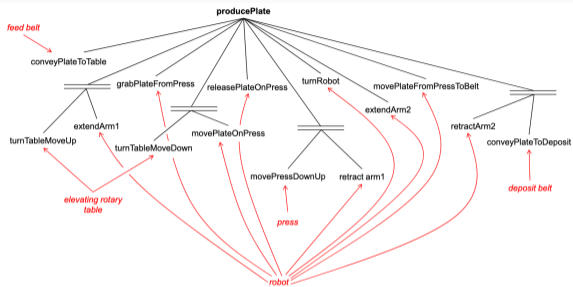 producePlate
feed belt
conveyPlateToTable
grabPlateFromPress
releasePlateOnPress
turnRobot
movePlateFromPressToBelt
extendArm2
extendArm1
turnTableMoveUp
turnTableMoveDown
movePlateOnPress
retractArm2
conveyPlateToDeposit
movePressDownUp
retract arm1
elevating rotary
table
deposit belt
press
robot